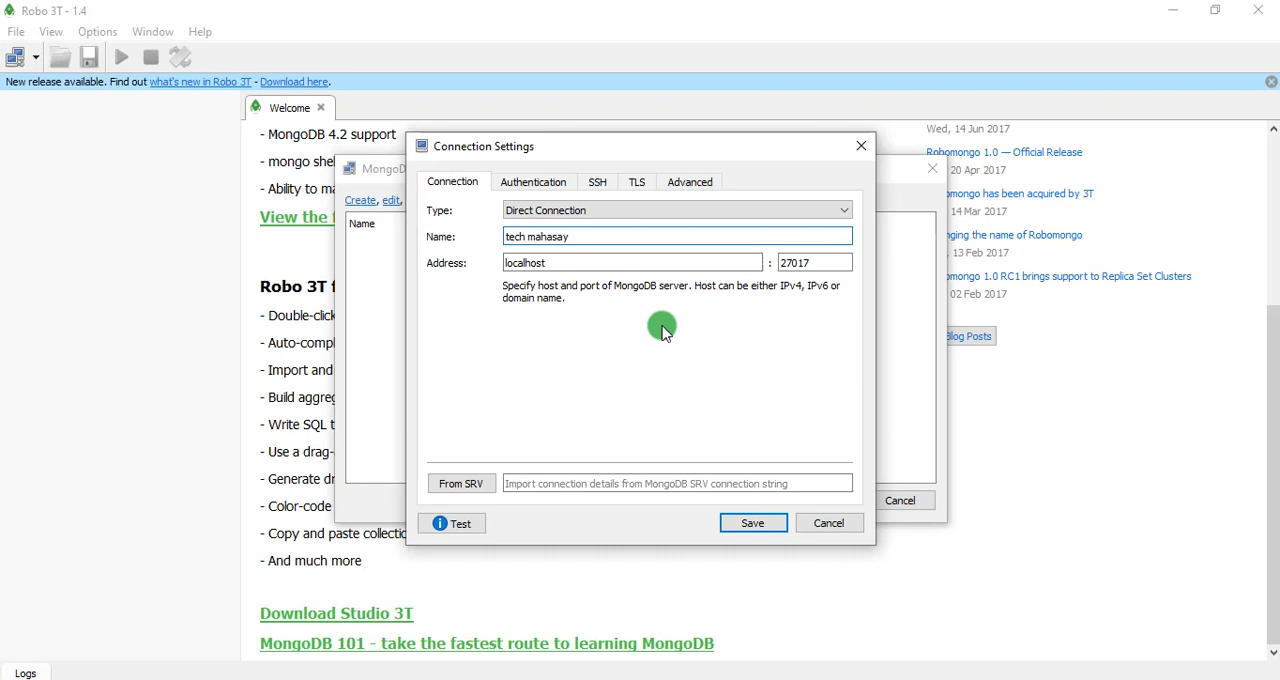 Robo 3T - 1.4
File View Options Window Help
New release available. Find out what's new in Robo 3T - Download here.
Welcome
- MongoDB 4.2 support
- mongo shel
- Ability to
View the
Robo 3T
- Double-click
- Auto-comp
- Import and
- Build aggre
- Write SQL
- Use a drag-
- Generate
- Color-code
- Copy and paste
- And much more
Download Studio 3T
MongoDB 101 - take the fastest route to learning MongoDB
MongoD
Create, edit,
Name
Cancel
Connection Settings
Connection Authentication SSH TLS Advanced
Type: Direct Connection
Name: tech mahasay
Address: localhost : 27017
Specify host and port of MongoDB server. Host can be either IPv4, IPv6 or
domain name.
From SRV Import connection details from MongoDB SRV connection string
Test Save Cancel
Wed, 14 Jun 2017
Robomongo 1.0 — Official Release
20 Apr 2017
omongo has been acquired by 3T
14 Mar 2017
nging the name of Robomongo
, 13 Feb 2017
omongo 1.0 RC1 brings support to Replica Set Clusters
02 Feb 2017
Blog Posts
Logs